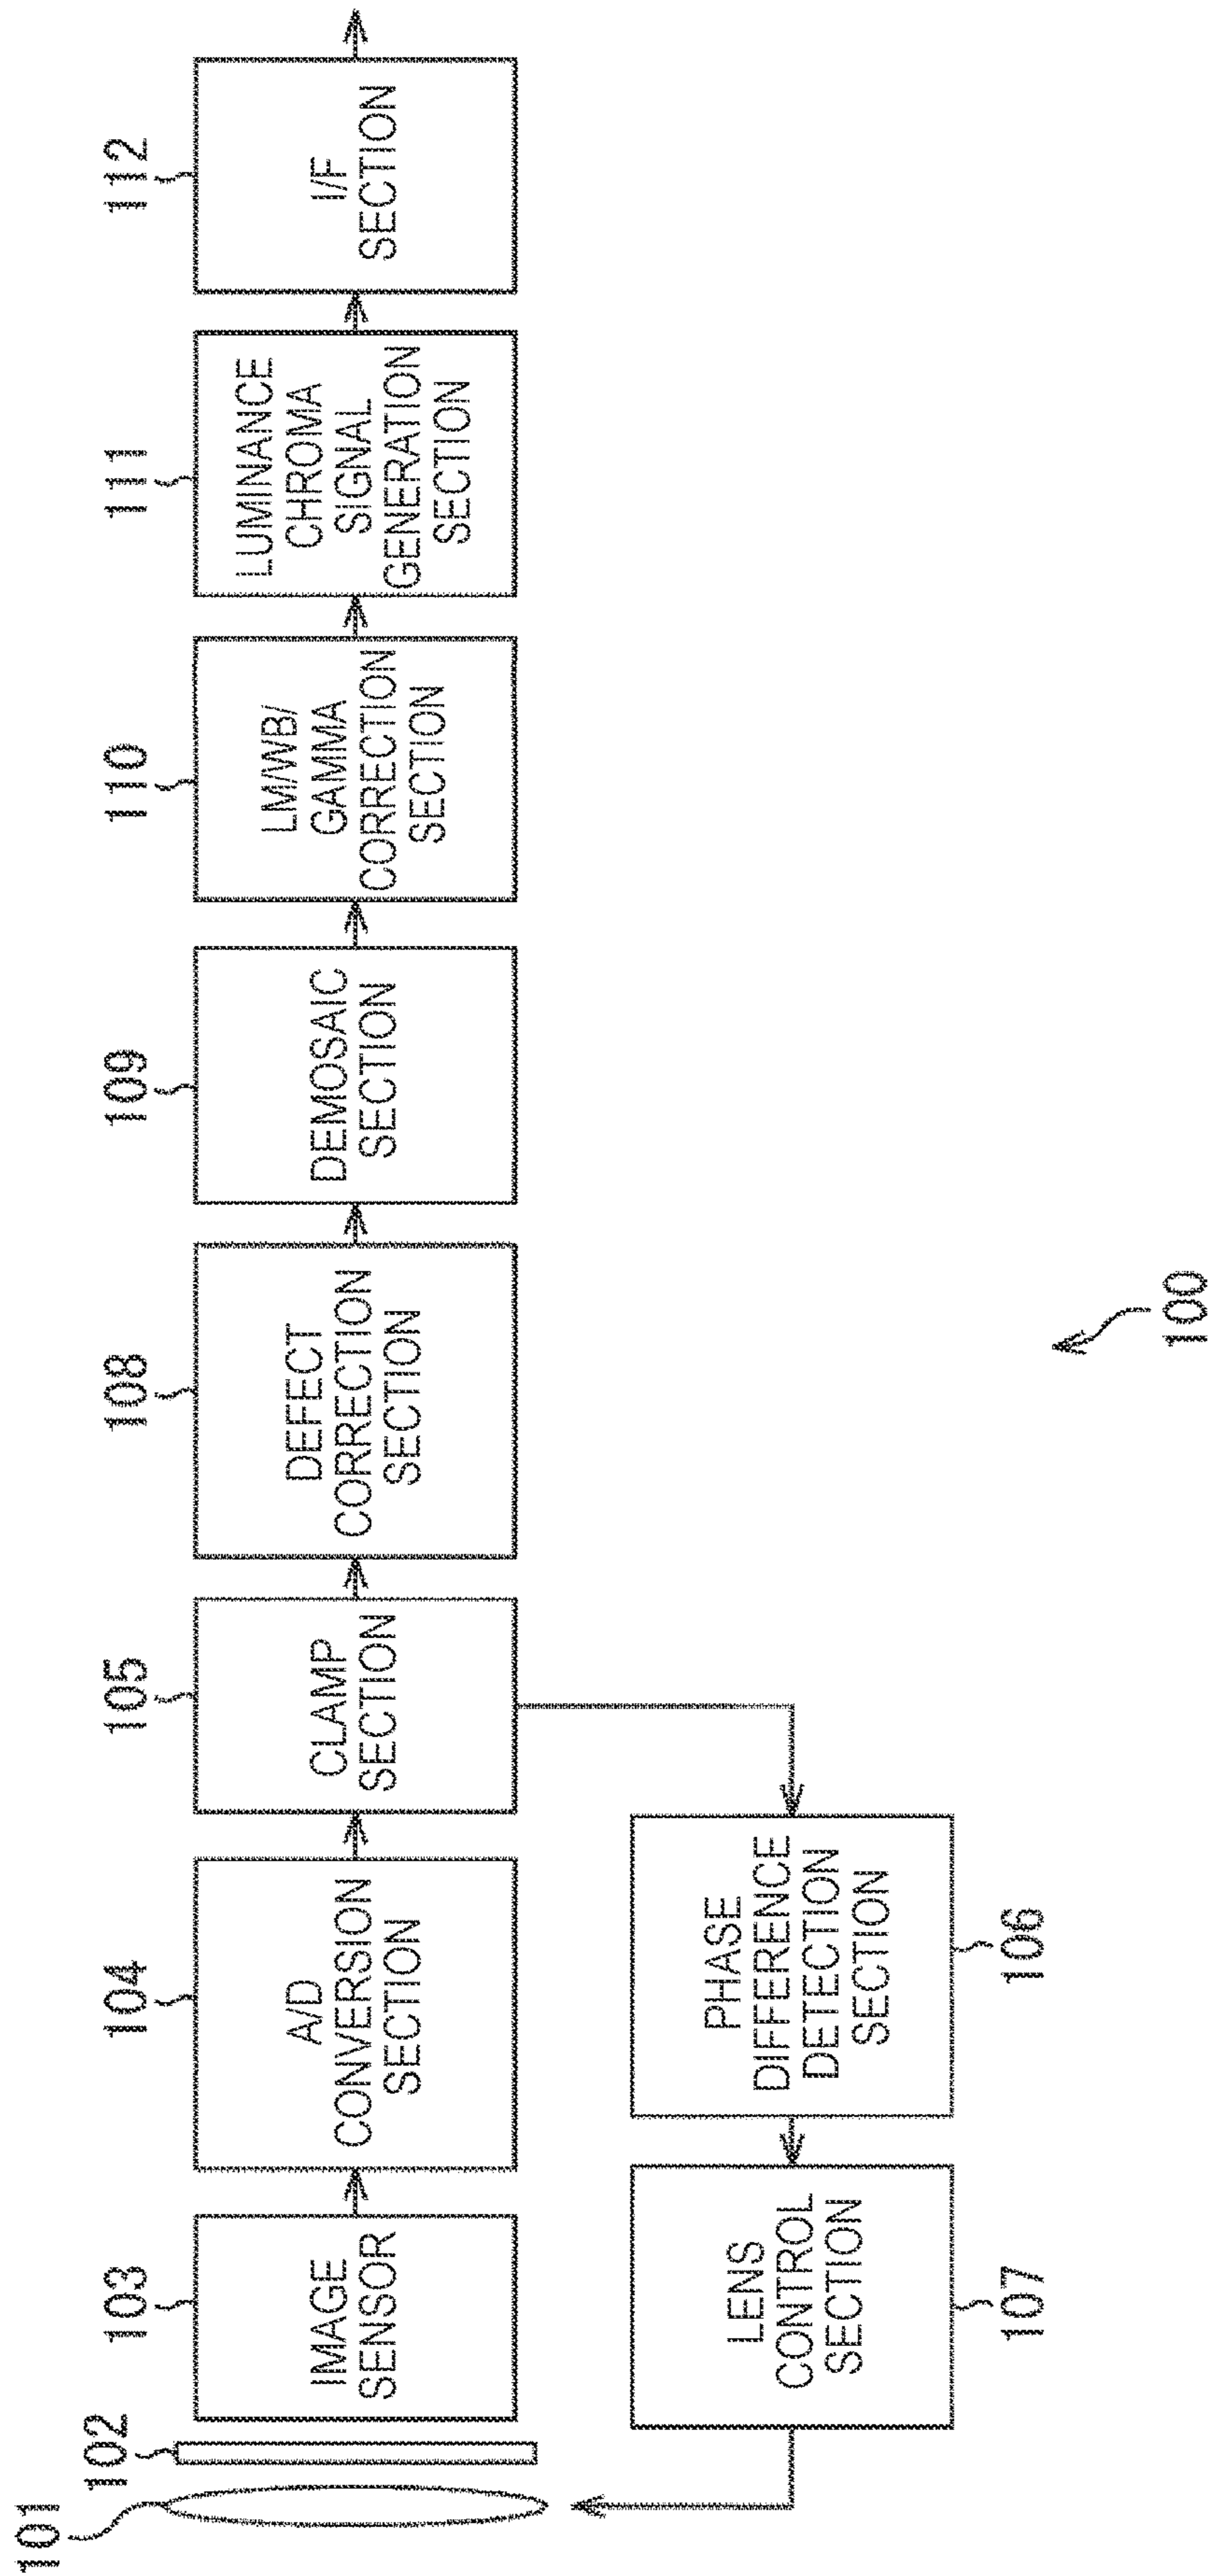 101
102
103
IMAGE
SENSOR
104
A/D
CONVERSION
SECTION
105
CLAMP
SECTION
108
DEFECT
CORRECTION
SECTION
109
DEMOSAIC
SECTION
110
LM/WB/
GAMMA
CORRECTION
SECTION
111
LUMINANCE
CHROMA
SIGNAL
GENERATION
SECTION
112
I/F
SECTION
LENS
CONTROL
SECTION
107
PHASE
DIFFERENCE
DETECTION
SECTION
106
100